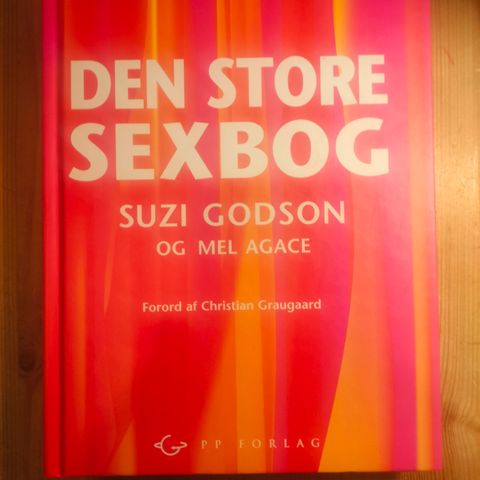 DEN STORE
SEXBOG
SUZI GODSON
OG MEL AGACE
Forord af Christian Graugaard
PP FORLAG